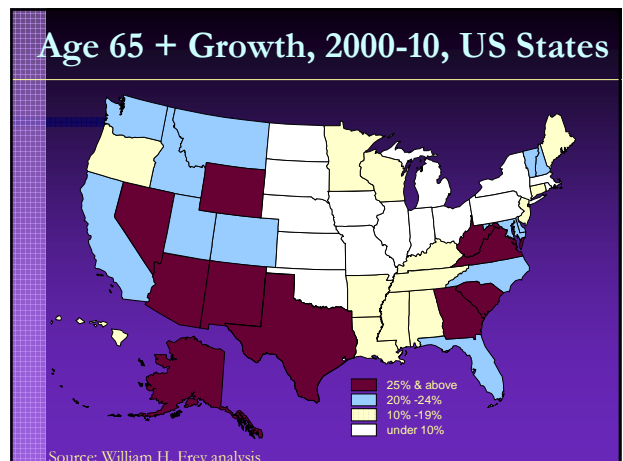 Age 65 + Growth, 2000-10, US States
25% & above
20% -24%
10% -19%
under 10%
Source: William H. Frey analysis